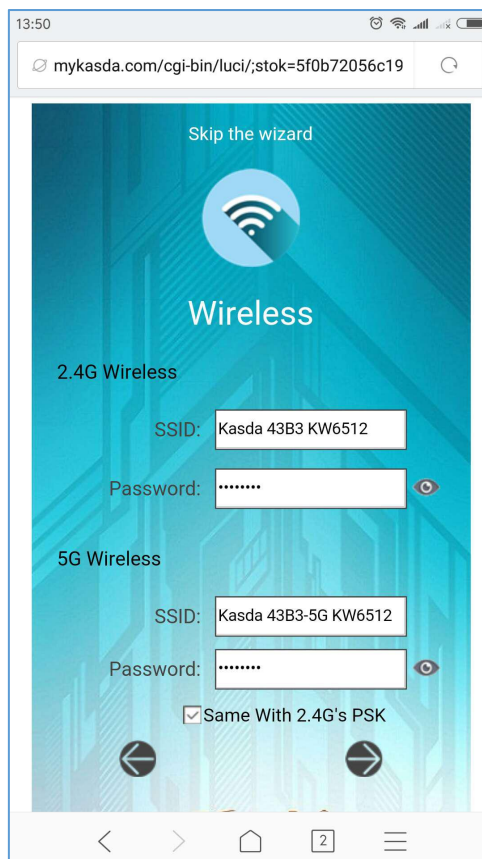 13:50
mykasda.com/cgi-bin/luci/;stok=5f0b72056c19
Skip the wizard
Wireless
2.4G Wireless
SSID: Kasda 43B3 KW6512
Password: ••••••••
5G Wireless
SSID: Kasda 43B3-5G KW6512
Password: ••••••••
Same With 2.4G's PSK
2